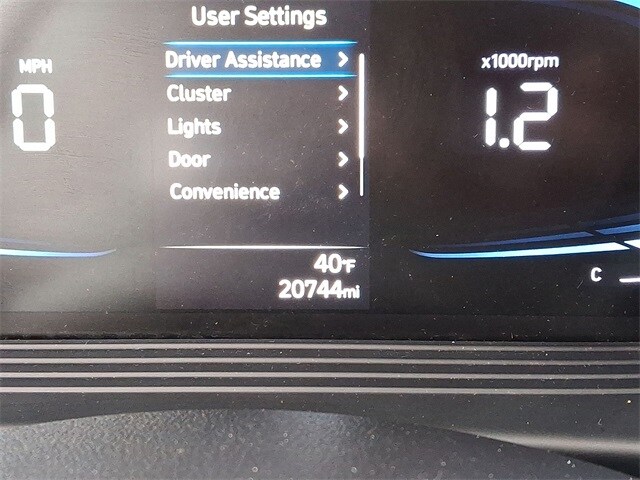 User Settings
MPH
Driver Assistance >
x1000rpm
0
Cluster >
1.2
Lights >
Door >
Convenience >
40°F
20744mi
C